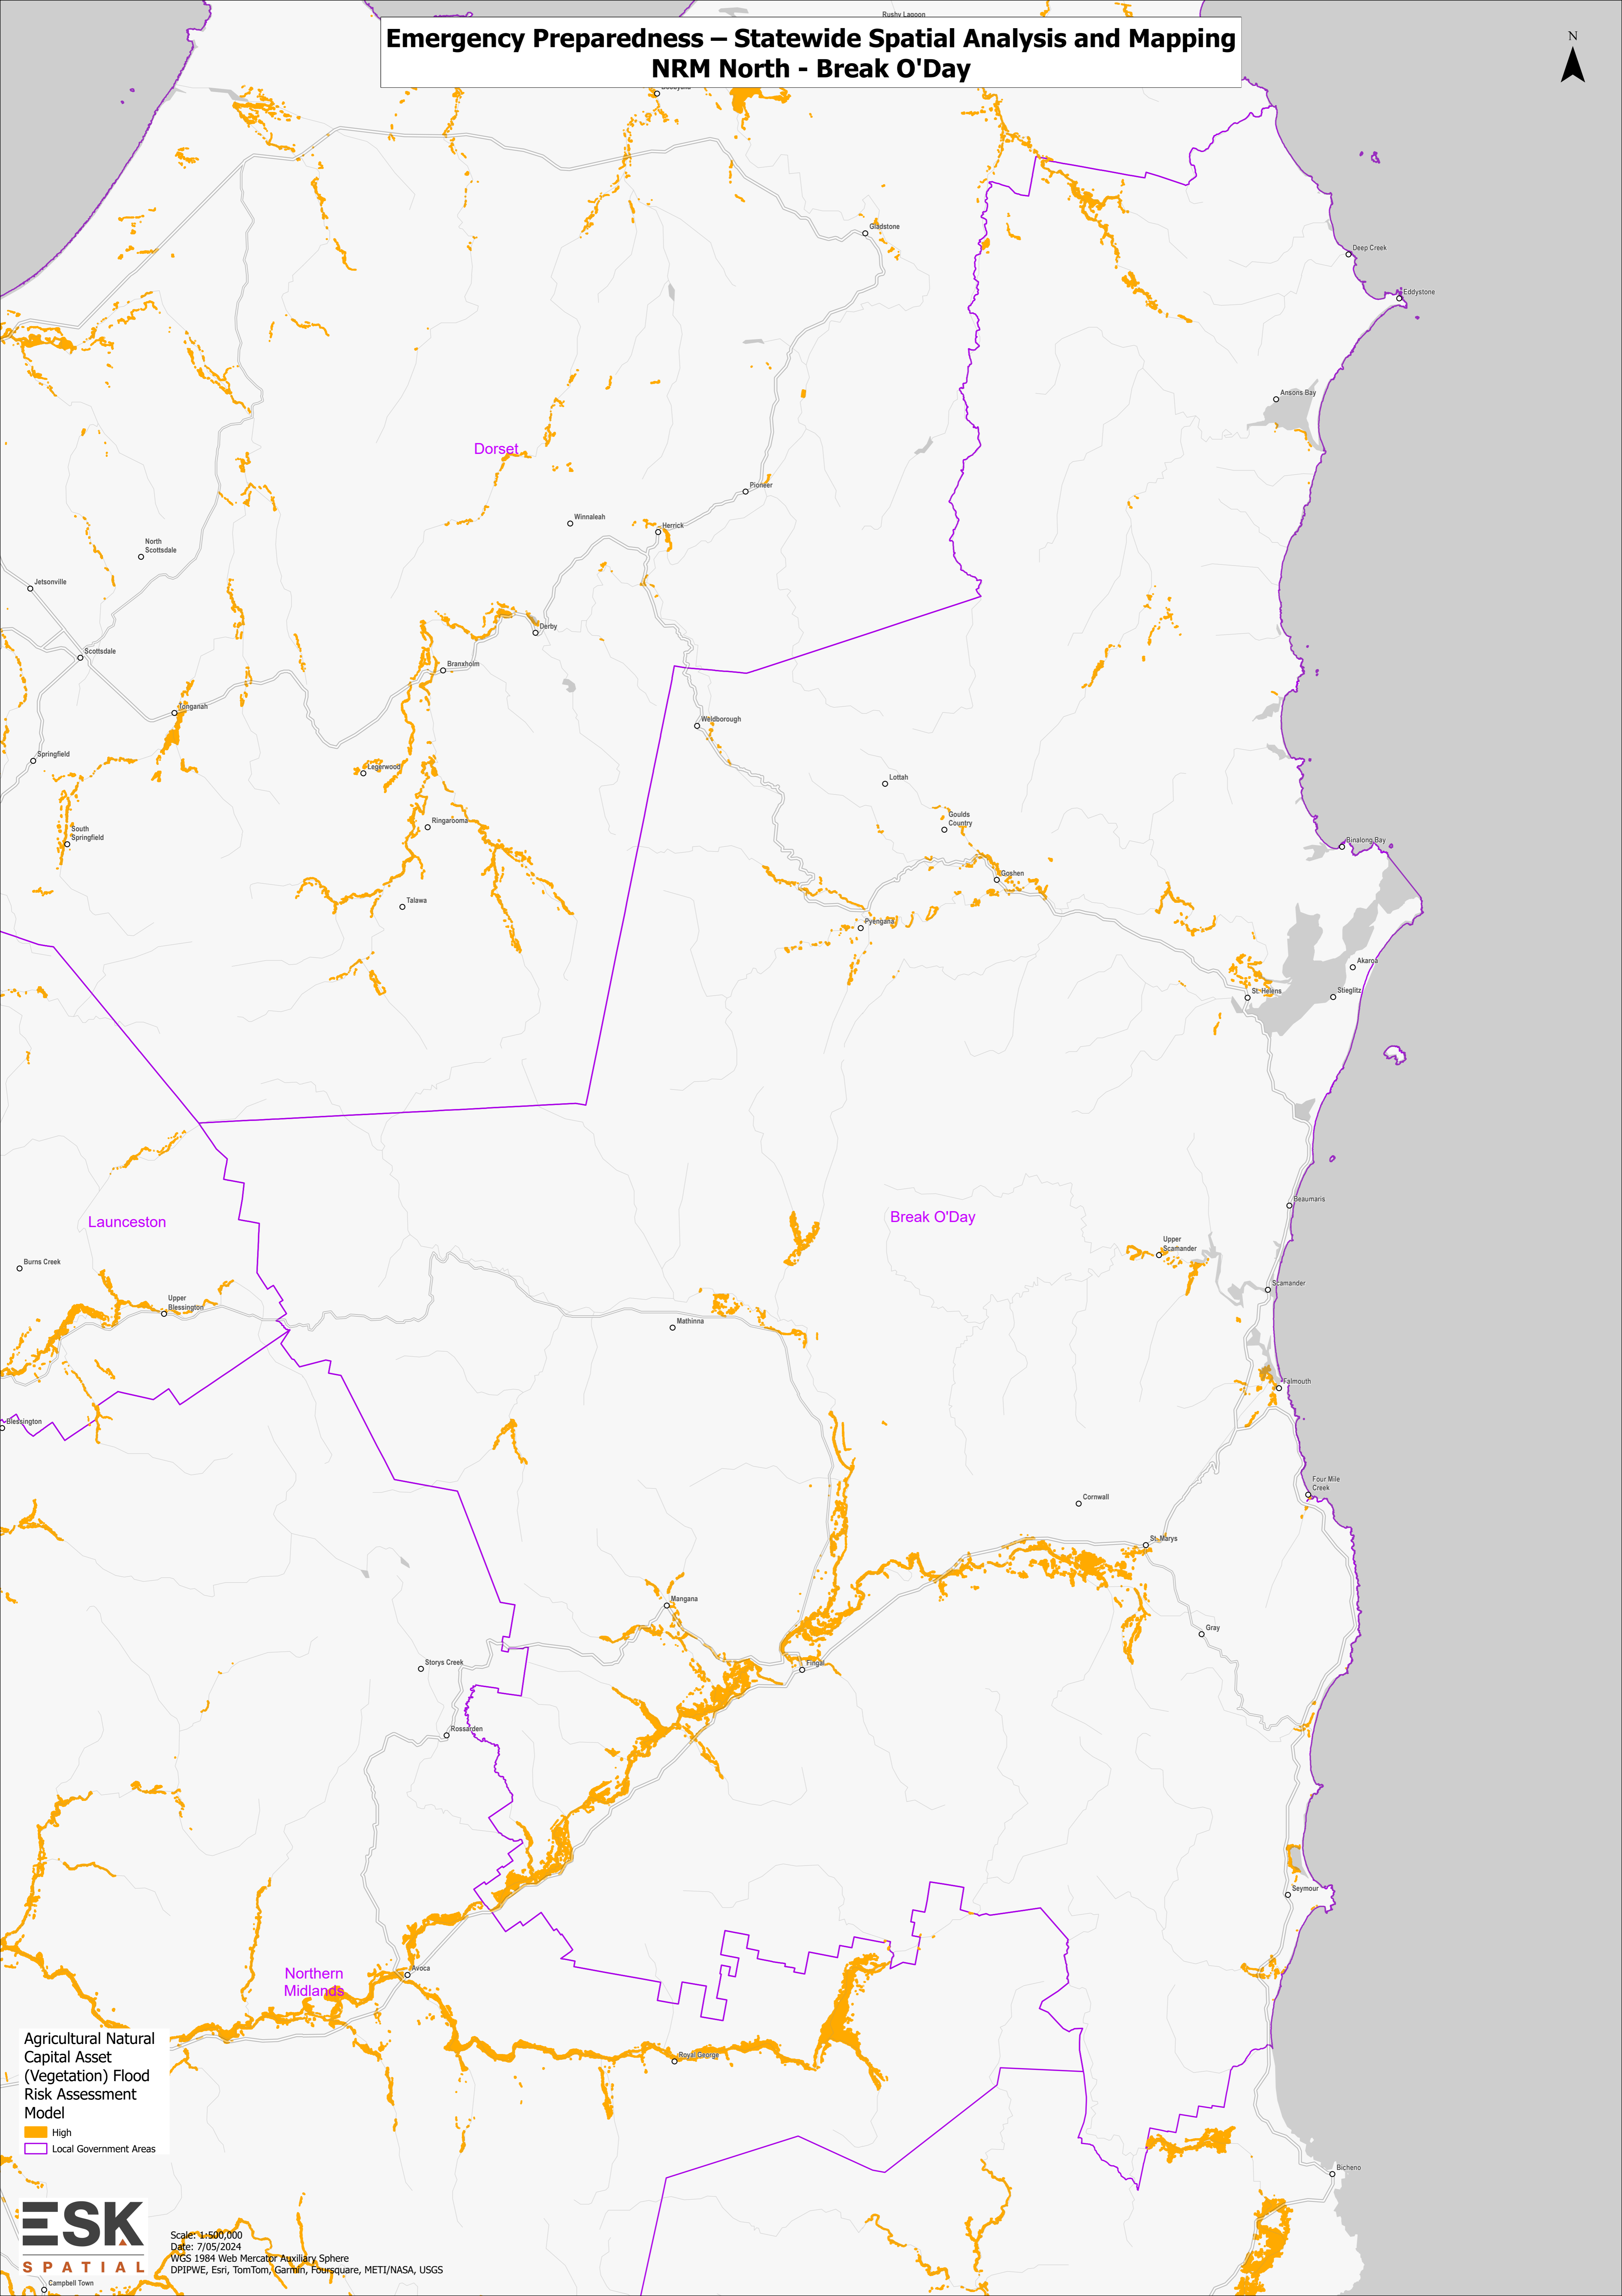 Rushy Lagoon
Emergency Preparedness – Statewide Spatial Analysis and Mapping
NRM North - Break O'Day
N
Gladstone
Deep Creek
Eddystone
Ansons Bay
Dorset
Pioneer
Winnaleah
Herrick
North
Scottsdale
Jetsonville
Derby
Scottsdale
Branxholm
Tonganah
Weldborough
Springfield
Legerwood
Lottah
Goulds
Country
Ringarooma
South
Springfield
Binalong Bay
Goshen
Talawa
Pyengana
Akaroa
St. Helens
Stieglitz
Beaumaris
Launceston
Break O'Day
Upper
Scamander
Burns Creek
Scamander
Upper
Blessington
Mathinna
Falmouth
Blessington
Four Mile
Creek
Cornwall
St. Marys
Mangana
Gray
Storys Creek
Fingal
Rossarden
Seymour
Avoca
Northern
Midlands
Royal George
Agricultural Natural
Capital Asset
(Vegetation) Flood
Risk Assessment
Model
High
Local Government Areas
Bicheno
ESK
SPATIAL
Scale: 1:500,000
Date: 7/05/2024
WGS 1984 Web Mercator Auxiliary Sphere
DPIPWE, Esri, TomTom, Garmin, Foursquare, METI/NASA, USGS
Campbell Town